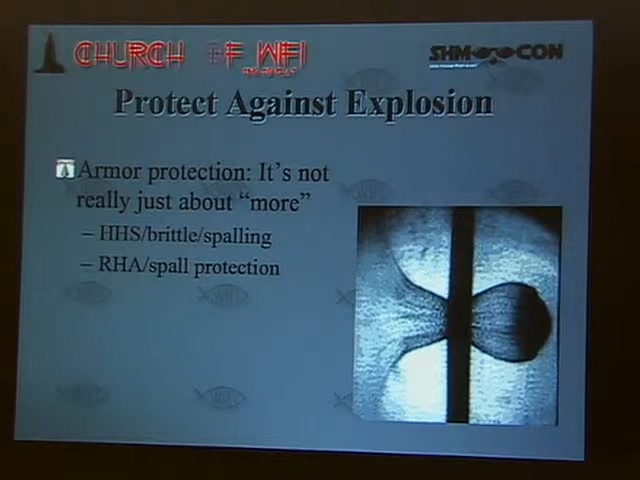 CHURCH OF WIFI
SHMOOCON
Protect Against Explosion
Armor protection: It's not
really just about “more”
– HHS/brittle/spalling
– RHA/spall protection